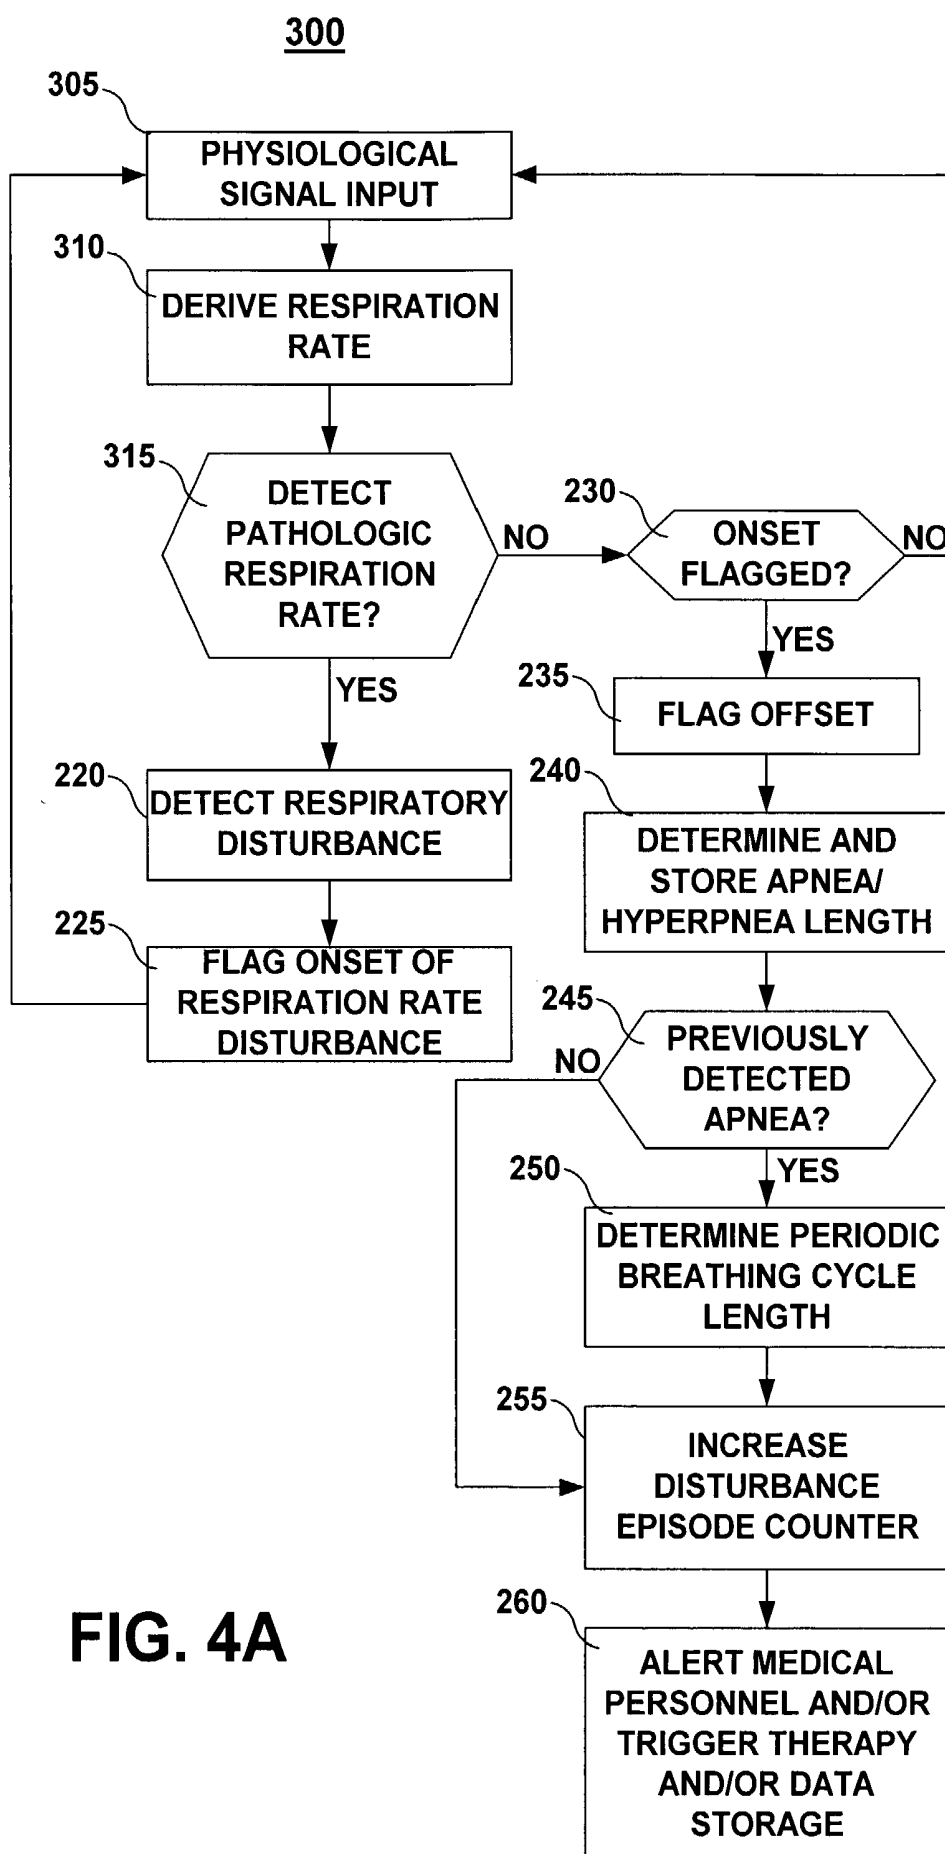 300
305
PHYSIOLOGICAL
SIGNAL INPUT
310
DERIVE RESPIRATION
RATE
315
DETECT
PATHOLOGIC
RESPIRATION
RATE?
NO
230
ONSET
FLAGGED?
NO
YES
YES
235
FLAG OFFSET
220
DETECT RESPIRATORY
DISTURBANCE
240
DETERMINE AND
STORE APNEA/
HYPERPNEA LENGTH
225
FLAG ONSET OF
RESPIRATION RATE
DISTURBANCE
245
PREVIOUSLY
DETECTED
APNEA?
NO
YES
250
DETERMINE PERIODIC
BREATHING CYCLE
LENGTH
255
INCREASE
DISTURBANCE
EPISODE COUNTER
260
ALERT MEDICAL
PERSONNEL AND/OR
TRIGGER THERAPY
AND/OR DATA
STORAGE
FIG. 4A